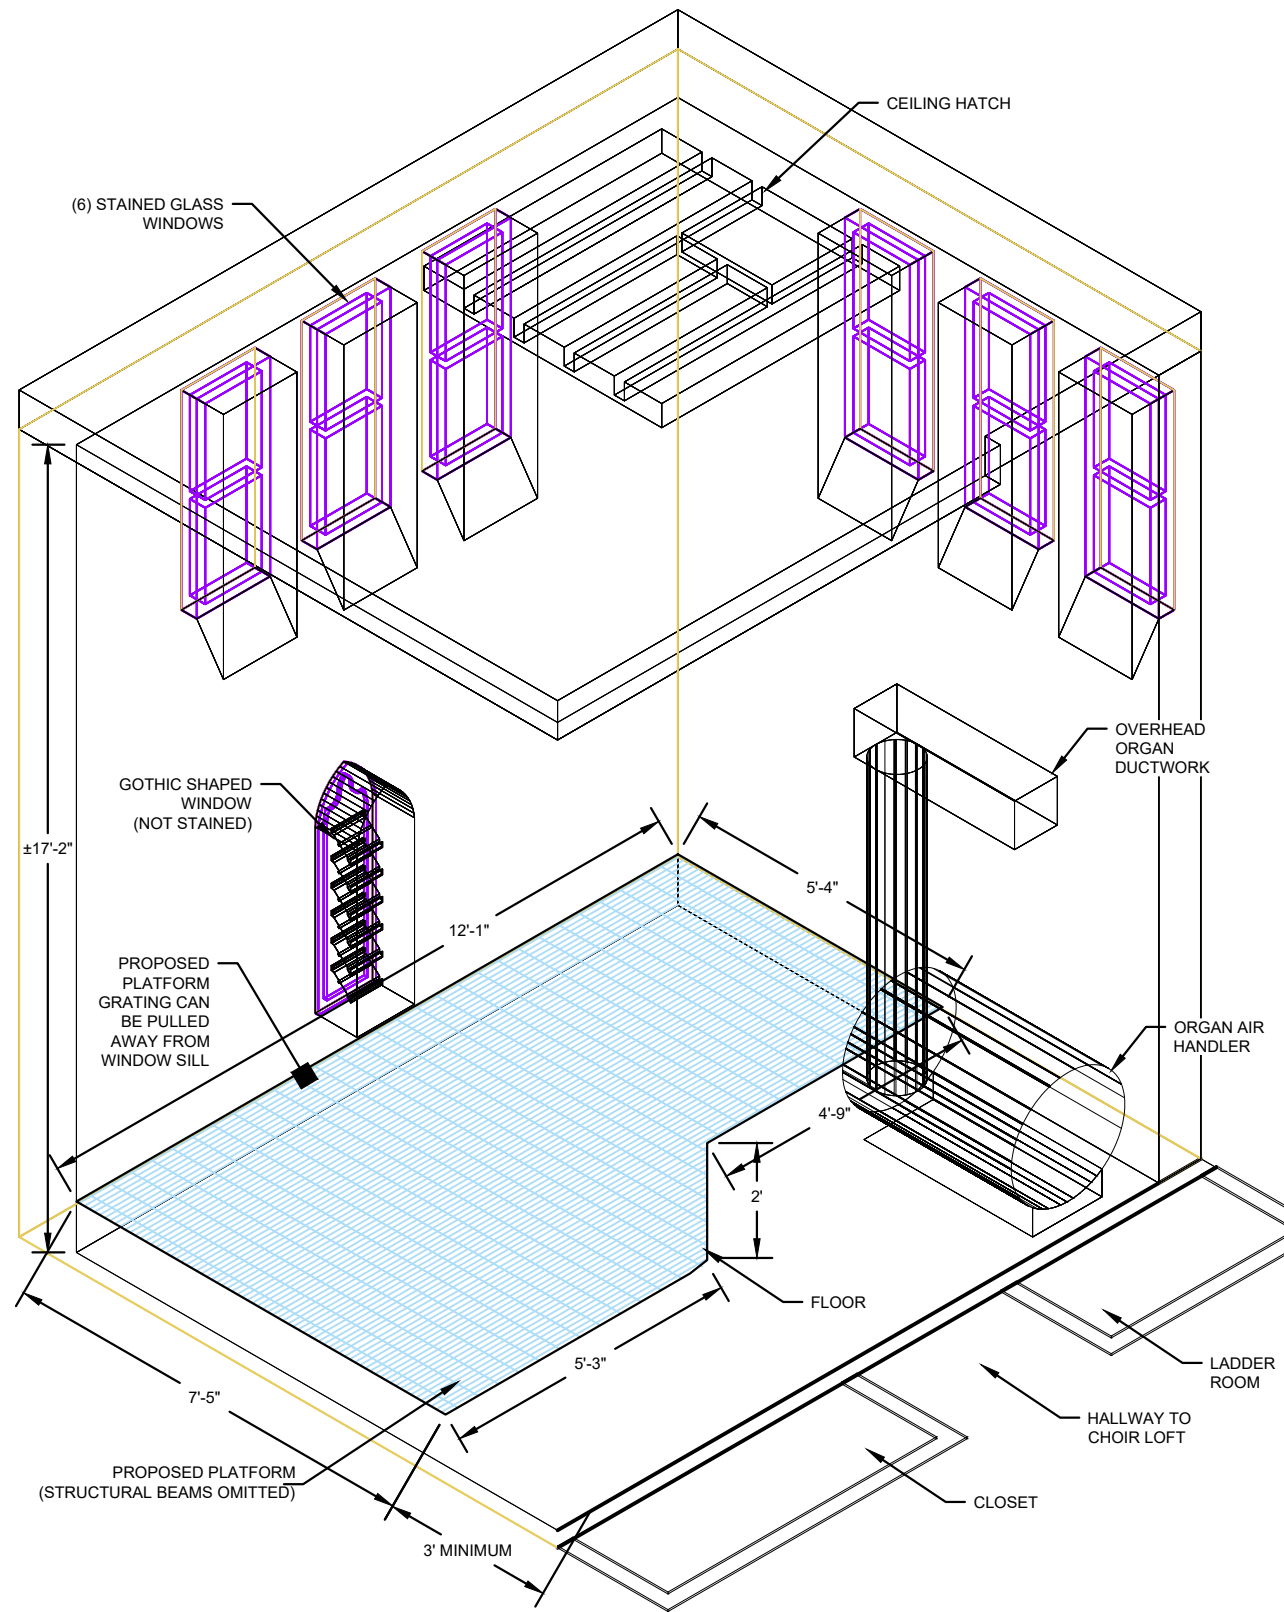 CEILING HATCH
(6) STAINED GLASS
WINDOWS
OVERHEAD
ORGAN
DUCTWORK
GOTHIC SHAPED
WINDOW
(NOT STAINED)
±17'-2"
5'-4"
12'-1"
PROPOSED
PLATFORM
GRATING CAN
BE PULLED
AWAY FROM
WINDOW SILL
ORGAN AIR
HANDLER
4'-9"
2'
FLOOR
5'-3"
LADDER
ROOM
7'-5"
HALLWAY TO
CHOIR LOFT
PROPOSED PLATFORM
(STRUCTURAL BEAMS OMITTED)
CLOSET
3' MINIMUM